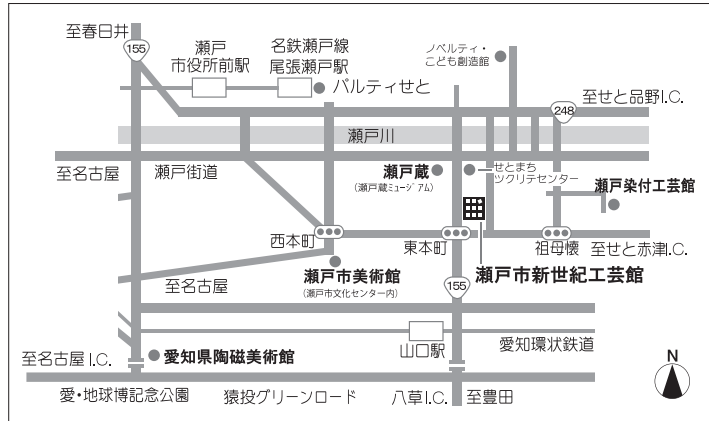 至春日井
155
瀬戸
市役所前駅
名鉄瀬戸線
尾張瀬戸駅
パルティせと
ノベルティ・
こども創造館
248
至せと品野I.C.
瀬戸川
至名古屋
瀬戸街道
瀬戸蔵
(瀬戸蔵ミュージアム)
せとまち
ツクリテセンター
瀬戸染付工芸館
西本町
東本町
祖母懐
至せと赤津I.C.
瀬戸市美術館
(瀬戸市文化センター内)
瀬戸市新世紀工芸館
至名古屋
155
山口駅
愛知環状鉄道
至名古屋I.C.
愛知県陶磁美術館
愛・地球博記念公園
猿投グリーンロード
八草I.C.
至豊田
N